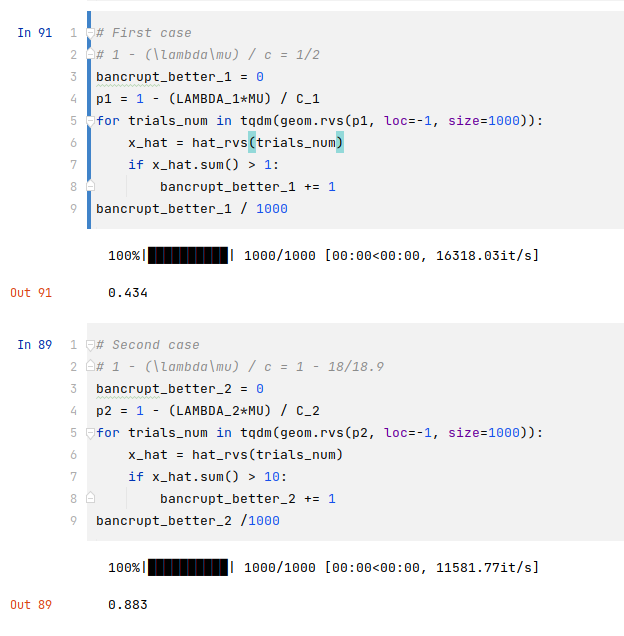 In 91
1 # First case
2 # 1 - (\lambda\mu) / c = 1/2
3 bancrupt_better_1 = 0
4 p1 = 1 - (LAMBDA_1*MU) / C_1
5 for trials_num in tqdm(geom.rvs(p1, loc=-1, size=1000)):
6 x_hat = hat_rvs(trials_num)
7 if x_hat.sum() > 1:
8 bancrupt_better_1 += 1
9 bancrupt_better_1 / 1000
100%|██████████| 1000/1000 [00:00<00:00, 16318.03it/s]
Out 91
0.434
In 89
1 # Second case
2 # 1 - (\lambda\mu) / c = 1 - 18/18.9
3 bancrupt_better_2 = 0
4 p2 = 1 - (LAMBDA_2*MU) / C_2
5 for trials_num in tqdm(geom.rvs(p2, loc=-1, size=1000)):
6 x_hat = hat_rvs(trials_num)
7 if x_hat.sum() > 10:
8 bancrupt_better_2 += 1
9 bancrupt_better_2 /1000
100%|██████████| 1000/1000 [00:00<00:00, 11581.77it/s]
Out 89
0.883